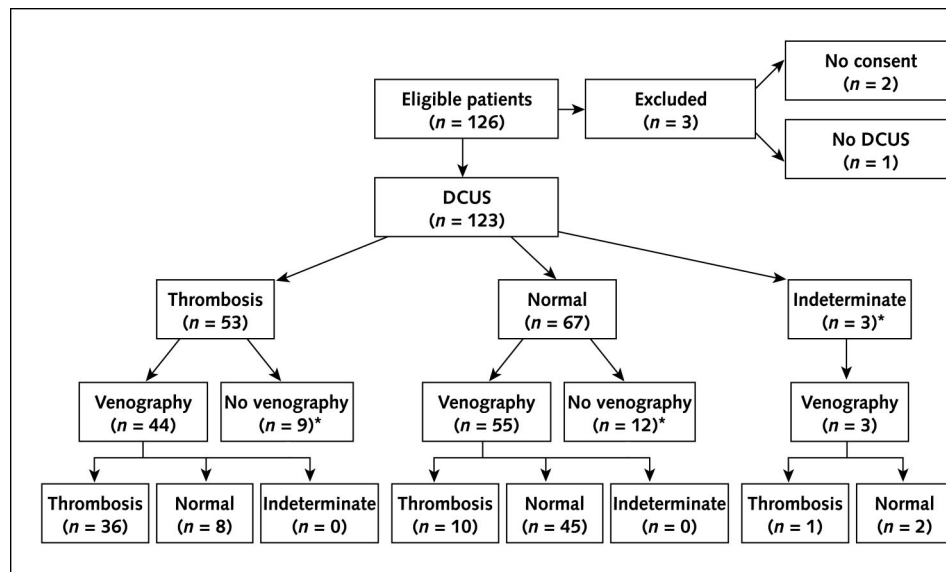 No consent
(n = 2)
Eligible patients
(n = 126)
Excluded
(n = 3)
No DCUS
(n = 1)
DCUS
(n = 123)
Thrombosis
(n = 53)
Normal
(n = 67)
Indeterminate
(n = 3)*
Venography
(n = 44)
No venography
(n = 9)*
Venography
(n = 55)
No venography
(n = 12)*
Venography
(n = 3)
Thrombosis
(n = 36)
Normal
(n = 8)
Indeterminate
(n = 0)
Thrombosis
(n = 10)
Normal
(n = 45)
Indeterminate
(n = 0)
Thrombosis
(n = 1)
Normal
(n = 2)